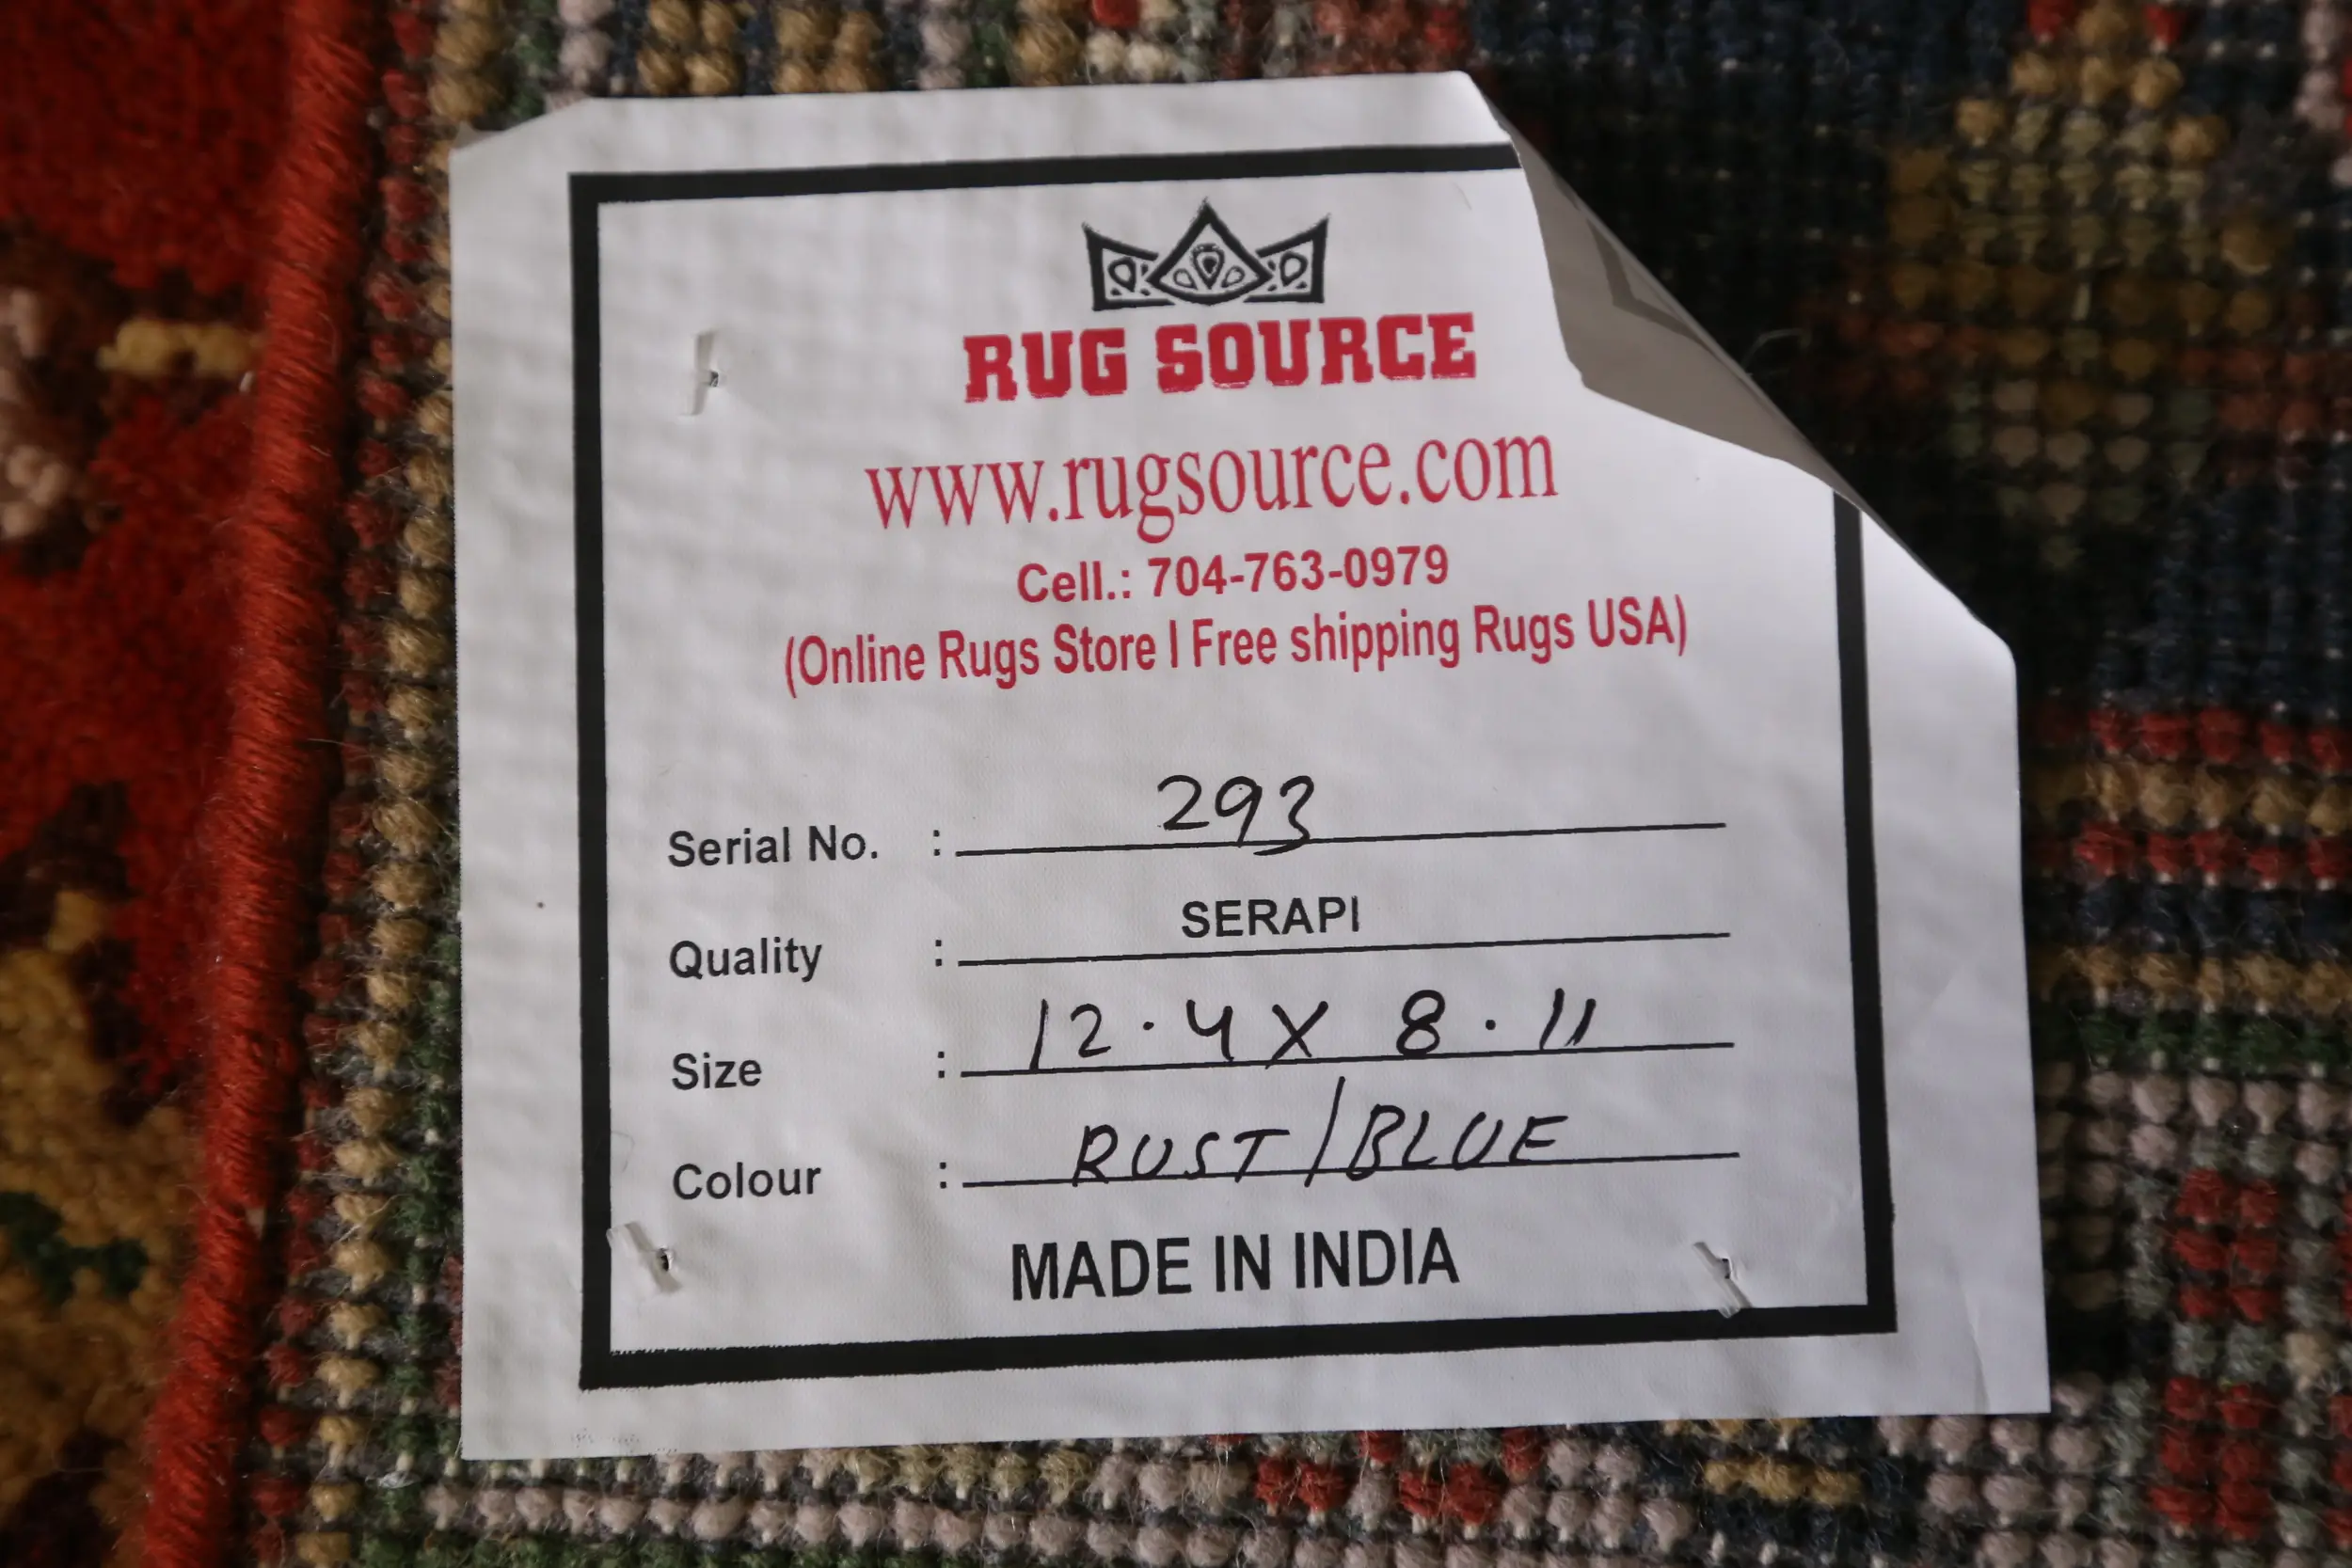 RUG SOURCE
www.rugsource.com
Cell.: 704-763-0979
(Online Rugs Store I Free shipping Rugs USA)
Serial No. : 293
Quality : SERAPI
Size : 12.4 X 8.11
Colour : RUST/BLUE
MADE IN INDIA